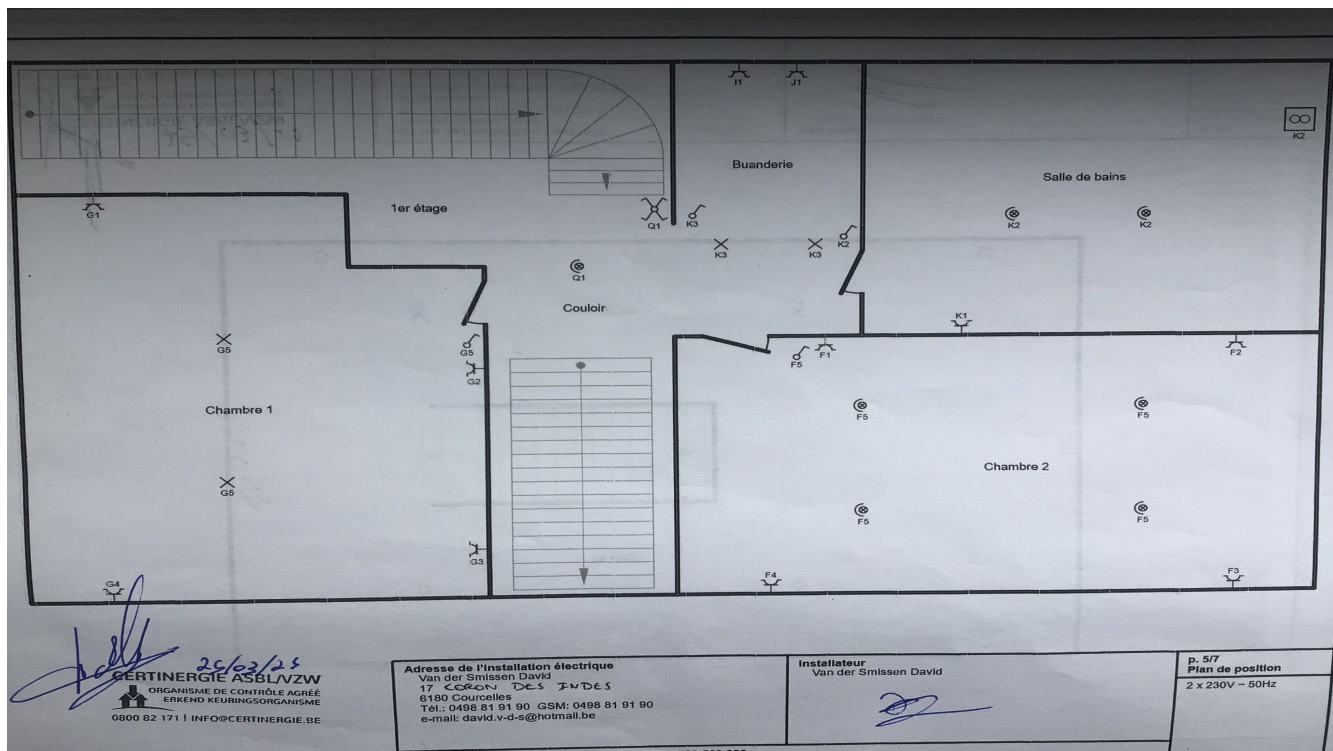 I1 J1
K2
Buanderie
Salle de bains
G1
1er étage
Q1 K3
K2 K2
K3 K3 K2
Q1
Couloir
K1
G5 G5 F5 F1 F2
G2
Chambre 1
F5 F5
Chambre 2
G5
F5 F5
G3
G4 F4 F3
CERTINERGIE ASBL/VZW
ORGANISME DE CONTRÔLE AGRÉÉ
ERKEND KEURINGSORGANISME
0800 82 171 | INFO@CERTINERGIE.BE
Adresse de l'installation électrique
Van der Smissen David
17 CORON DES INDES
6180 Courcelles
Tél.: 0498 81 91 90 GSM: 0498 81 91 90
e-mail: david.v-d-s@hotmail.be
Installateur
Van der Smissen David
p. 5/7
Plan de position
2 x 230V ~ 50Hz